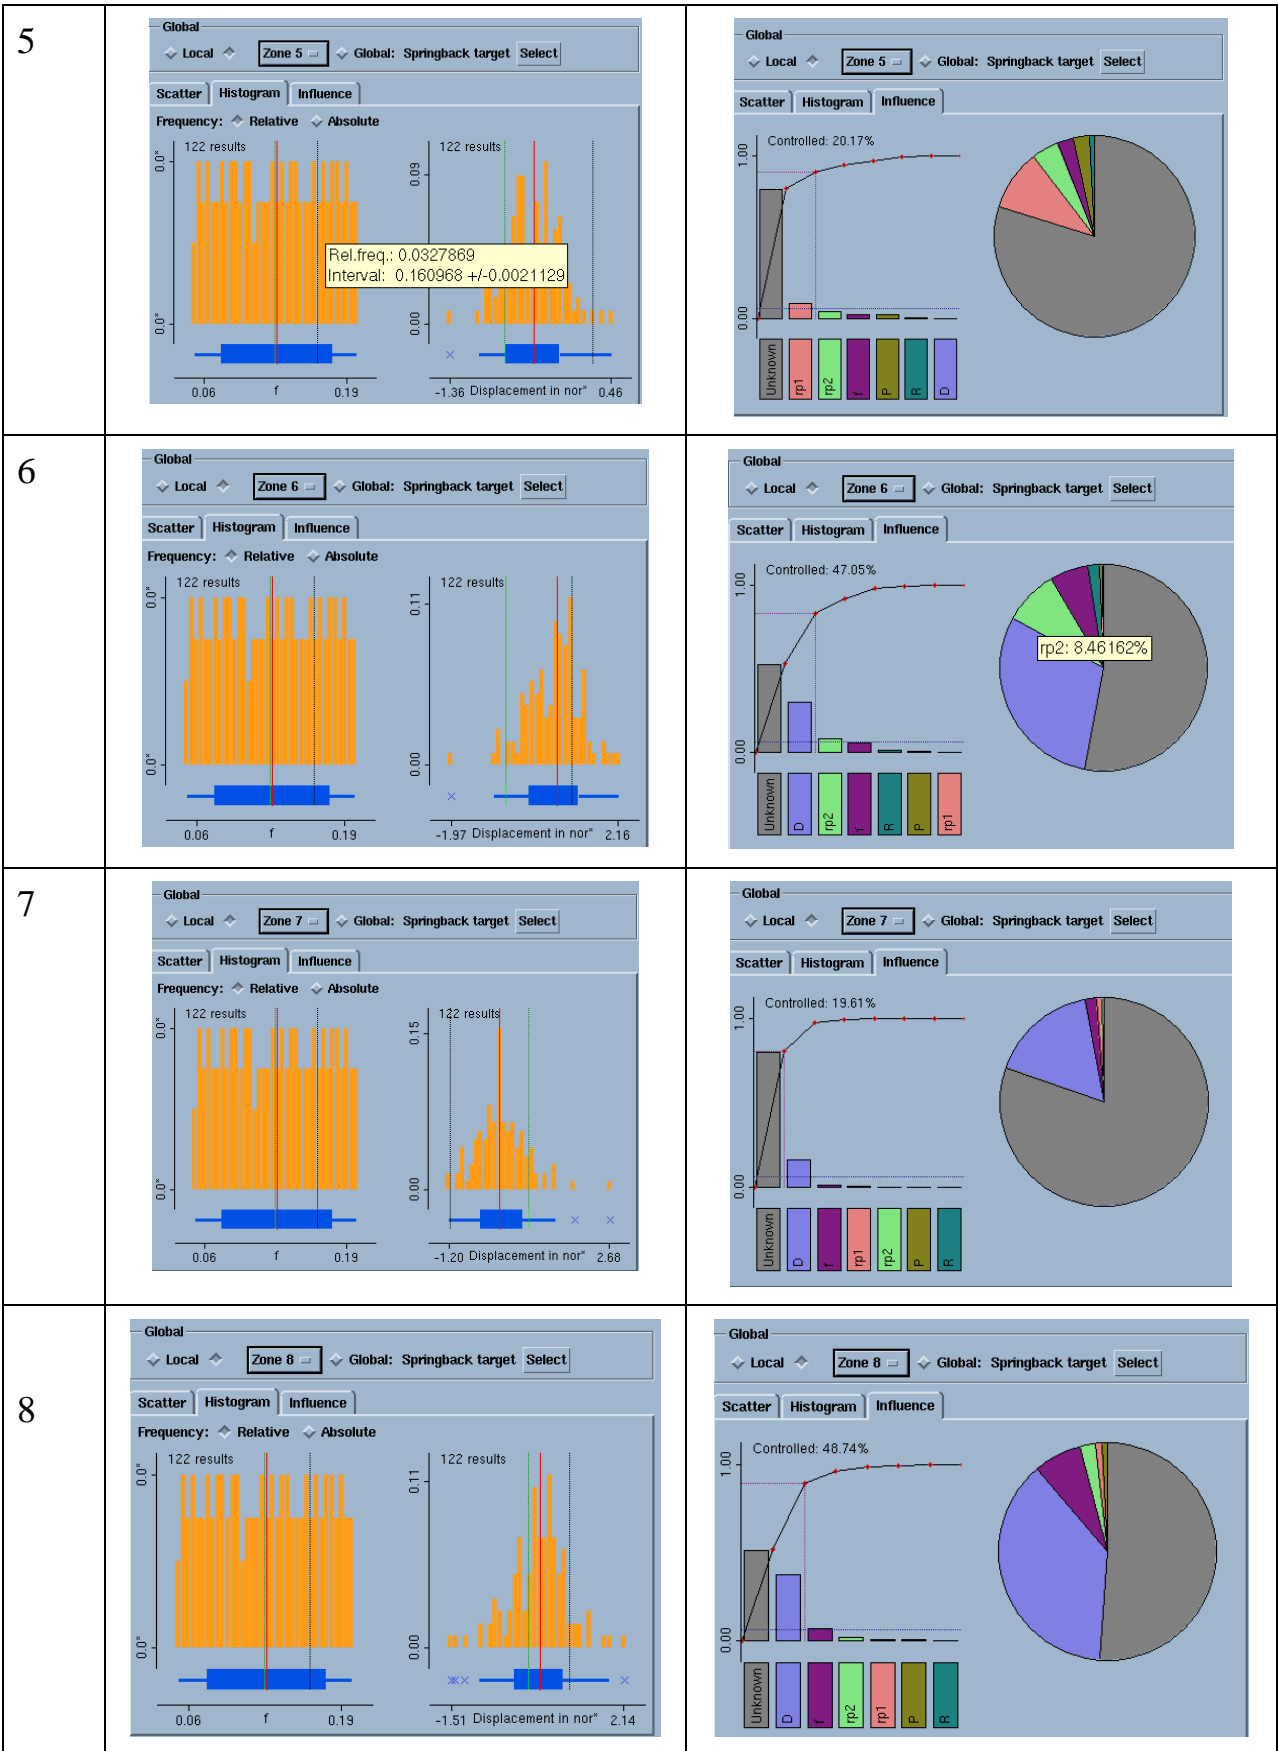 5
Global
Local Zone 5 Global: Springback target Select
Scatter Histogram Influence
Frequency: Relative Absolute
122 results
0.0*
0.0*
0.06 f 0.19
122 results
0.09
0.00
-1.36 Displacement in nor* 0.46
Rel.freq.: 0.0327869
Interval: 0.160968 +/-0.0021129
Global
Local Zone 5 Global: Springback target Select
Scatter Histogram Influence
Controlled: 20.17%
1.00
0.00
Unknown rp1 rp2 f P R D
6
Global
Local Zone 6 Global: Springback target Select
Scatter Histogram Influence
Frequency: Relative Absolute
122 results
0.0*
0.0*
0.06 f 0.19
122 results
0.11
0.00
-1.97 Displacement in nor* 2.16
Global
Local Zone 6 Global: Springback target Select
Scatter Histogram Influence
Controlled: 47.05%
1.00
0.00
rp2: 8.46162%
Unknown D rp2 f R P rp1
7
Global
Local Zone 7 Global: Springback target Select
Scatter Histogram Influence
Frequency: Relative Absolute
122 results
0.0*
0.0*
0.06 f 0.19
122 results
0.15
0.00
-1.20 Displacement in nor* 2.68
Global
Local Zone 7 Global: Springback target Select
Scatter Histogram Influence
Controlled: 19.61%
1.00
0.00
Unknown D f rp1 rp2 P R
8
Global
Local Zone 8 Global: Springback target Select
Scatter Histogram Influence
Frequency: Relative Absolute
122 results
0.0*
0.0*
0.06 f 0.19
122 results
0.11
0.00
-1.51 Displacement in nor* 2.14
Global
Local Zone 8 Global: Springback target Select
Scatter Histogram Influence
Controlled: 48.74%
1.00
0.00
Unknown D f rp2 rp1 P R